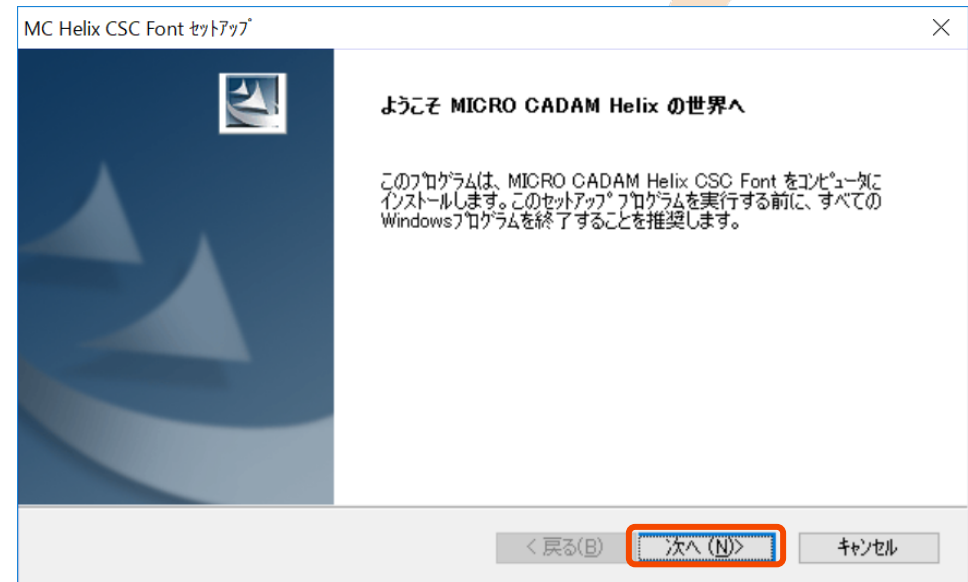 MC Helix CSC Font ｾｯﾄｱｯﾌﾟ
ようこそ MICRO CADAM Helix の世界へ
このﾌﾟﾛｸﾞﾗﾑは、MICRO CADAM Helix CSC Font をｺﾝﾋﾟｭｰﾀに
ｲﾝｽﾄｰﾙします。このｾｯﾄｱｯﾌﾟ ﾌﾟﾛｸﾞﾗﾑを実行する前に、すべての
Windowsﾌﾟﾛｸﾞﾗﾑを終了することを推奨します。
< 戻る(B)
次へ (N)>
ｷｬﾝｾﾙ